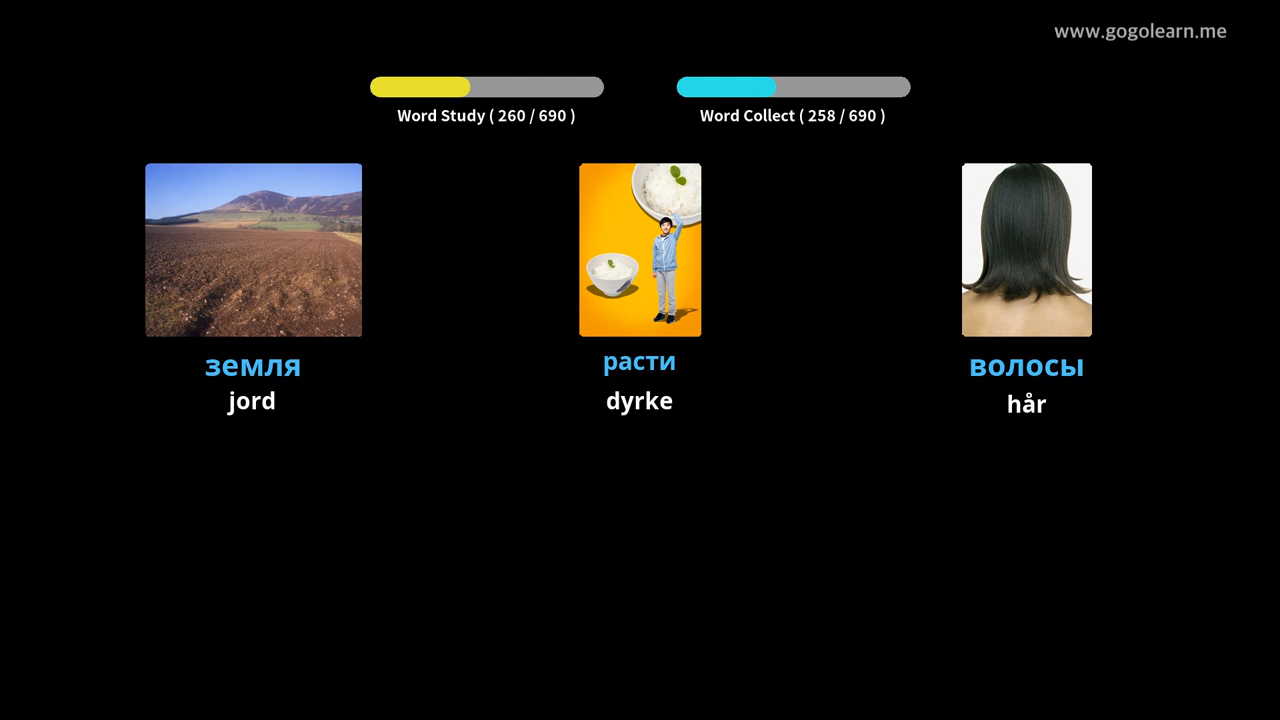 www.gogolearn.me
Word Study ( 260 / 690 )
Word Collect ( 258 / 690 )
земля
jord
расти
dyrke
волосы
hår